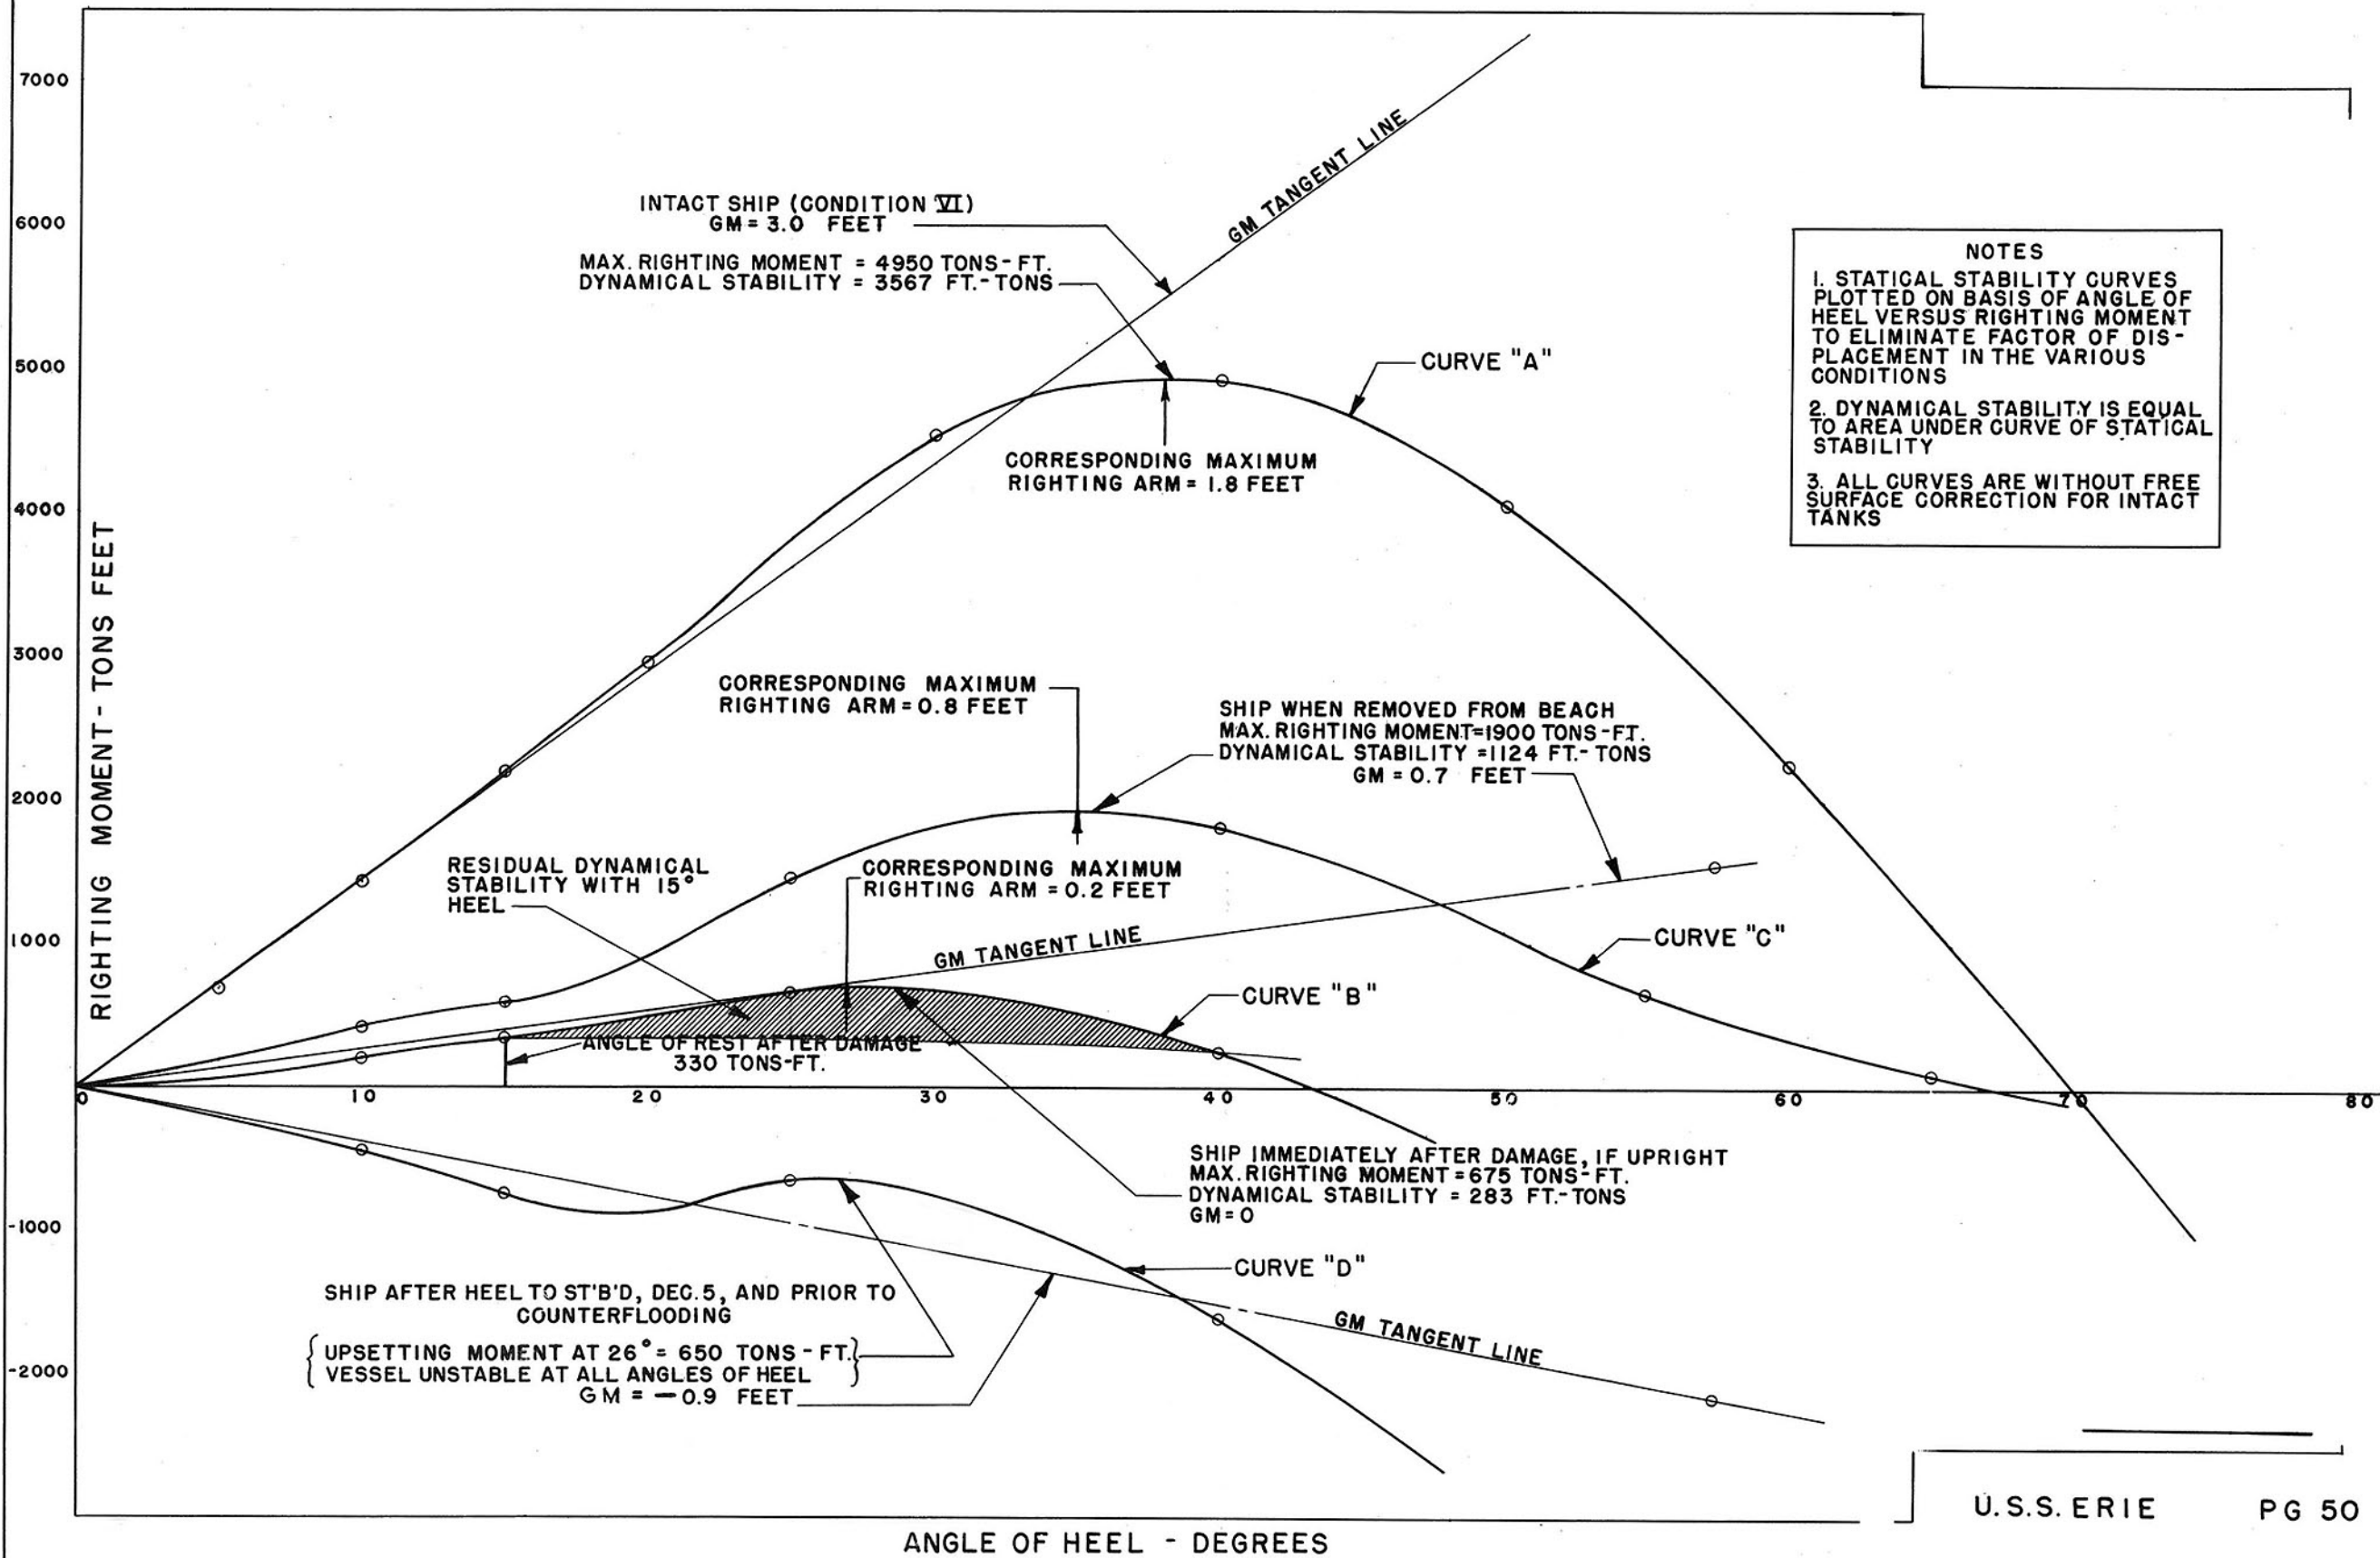 7000
6000
5000
4000
3000
2000
1000
-1000
-2000
RIGHTING MOMENT - TONS FEET
INTACT SHIP (CONDITION VI)
GM = 3.0 FEET
MAX. RIGHTING MOMENT = 4950 TONS-FT.
DYNAMICAL STABILITY = 3567 FT.-TONS
GM TANGENT LINE
CURVE "A"
CORRESPONDING MAXIMUM
RIGHTING ARM = 1.8 FEET
NOTES
1. STATICAL STABILITY CURVES
PLOTTED ON BASIS OF ANGLE OF
HEEL VERSUS RIGHTING MOMENT
TO ELIMINATE FACTOR OF DIS-
PLACEMENT IN THE VARIOUS
CONDITIONS
2. DYNAMICAL STABILITY IS EQUAL
TO AREA UNDER CURVE OF STATICAL
STABILITY
3. ALL CURVES ARE WITHOUT FREE
SURFACE CORRECTION FOR INTACT
TANKS
CORRESPONDING MAXIMUM
RIGHTING ARM = 0.8 FEET
SHIP WHEN REMOVED FROM BEACH
MAX. RIGHTING MOMENT = 1900 TONS-FT.
DYNAMICAL STABILITY = 1124 FT.-TONS
GM = 0.7 FEET
RESIDUAL DYNAMICAL
STABILITY WITH 15°
HEEL
CORRESPONDING MAXIMUM
RIGHTING ARM = 0.2 FEET
GM TANGENT LINE
CURVE "C"
CURVE "B"
ANGLE OF REST AFTER DAMAGE
330 TONS-FT.
0 10 20 30 40 50 60 70 80
SHIP IMMEDIATELY AFTER DAMAGE, IF UPRIGHT
MAX. RIGHTING MOMENT = 675 TONS-FT.
DYNAMICAL STABILITY = 283 FT.-TONS
GM = 0
CURVE "D"
SHIP AFTER HEEL TO ST'B'D, DEC. 5, AND PRIOR TO
COUNTERFLOODING
UPSETTING MOMENT AT 26° = 650 TONS-FT.
VESSEL UNSTABLE AT ALL ANGLES OF HEEL
GM = -0.9 FEET
GM TANGENT LINE
U.S.S. ERIE PG 50
ANGLE OF HEEL - DEGREES